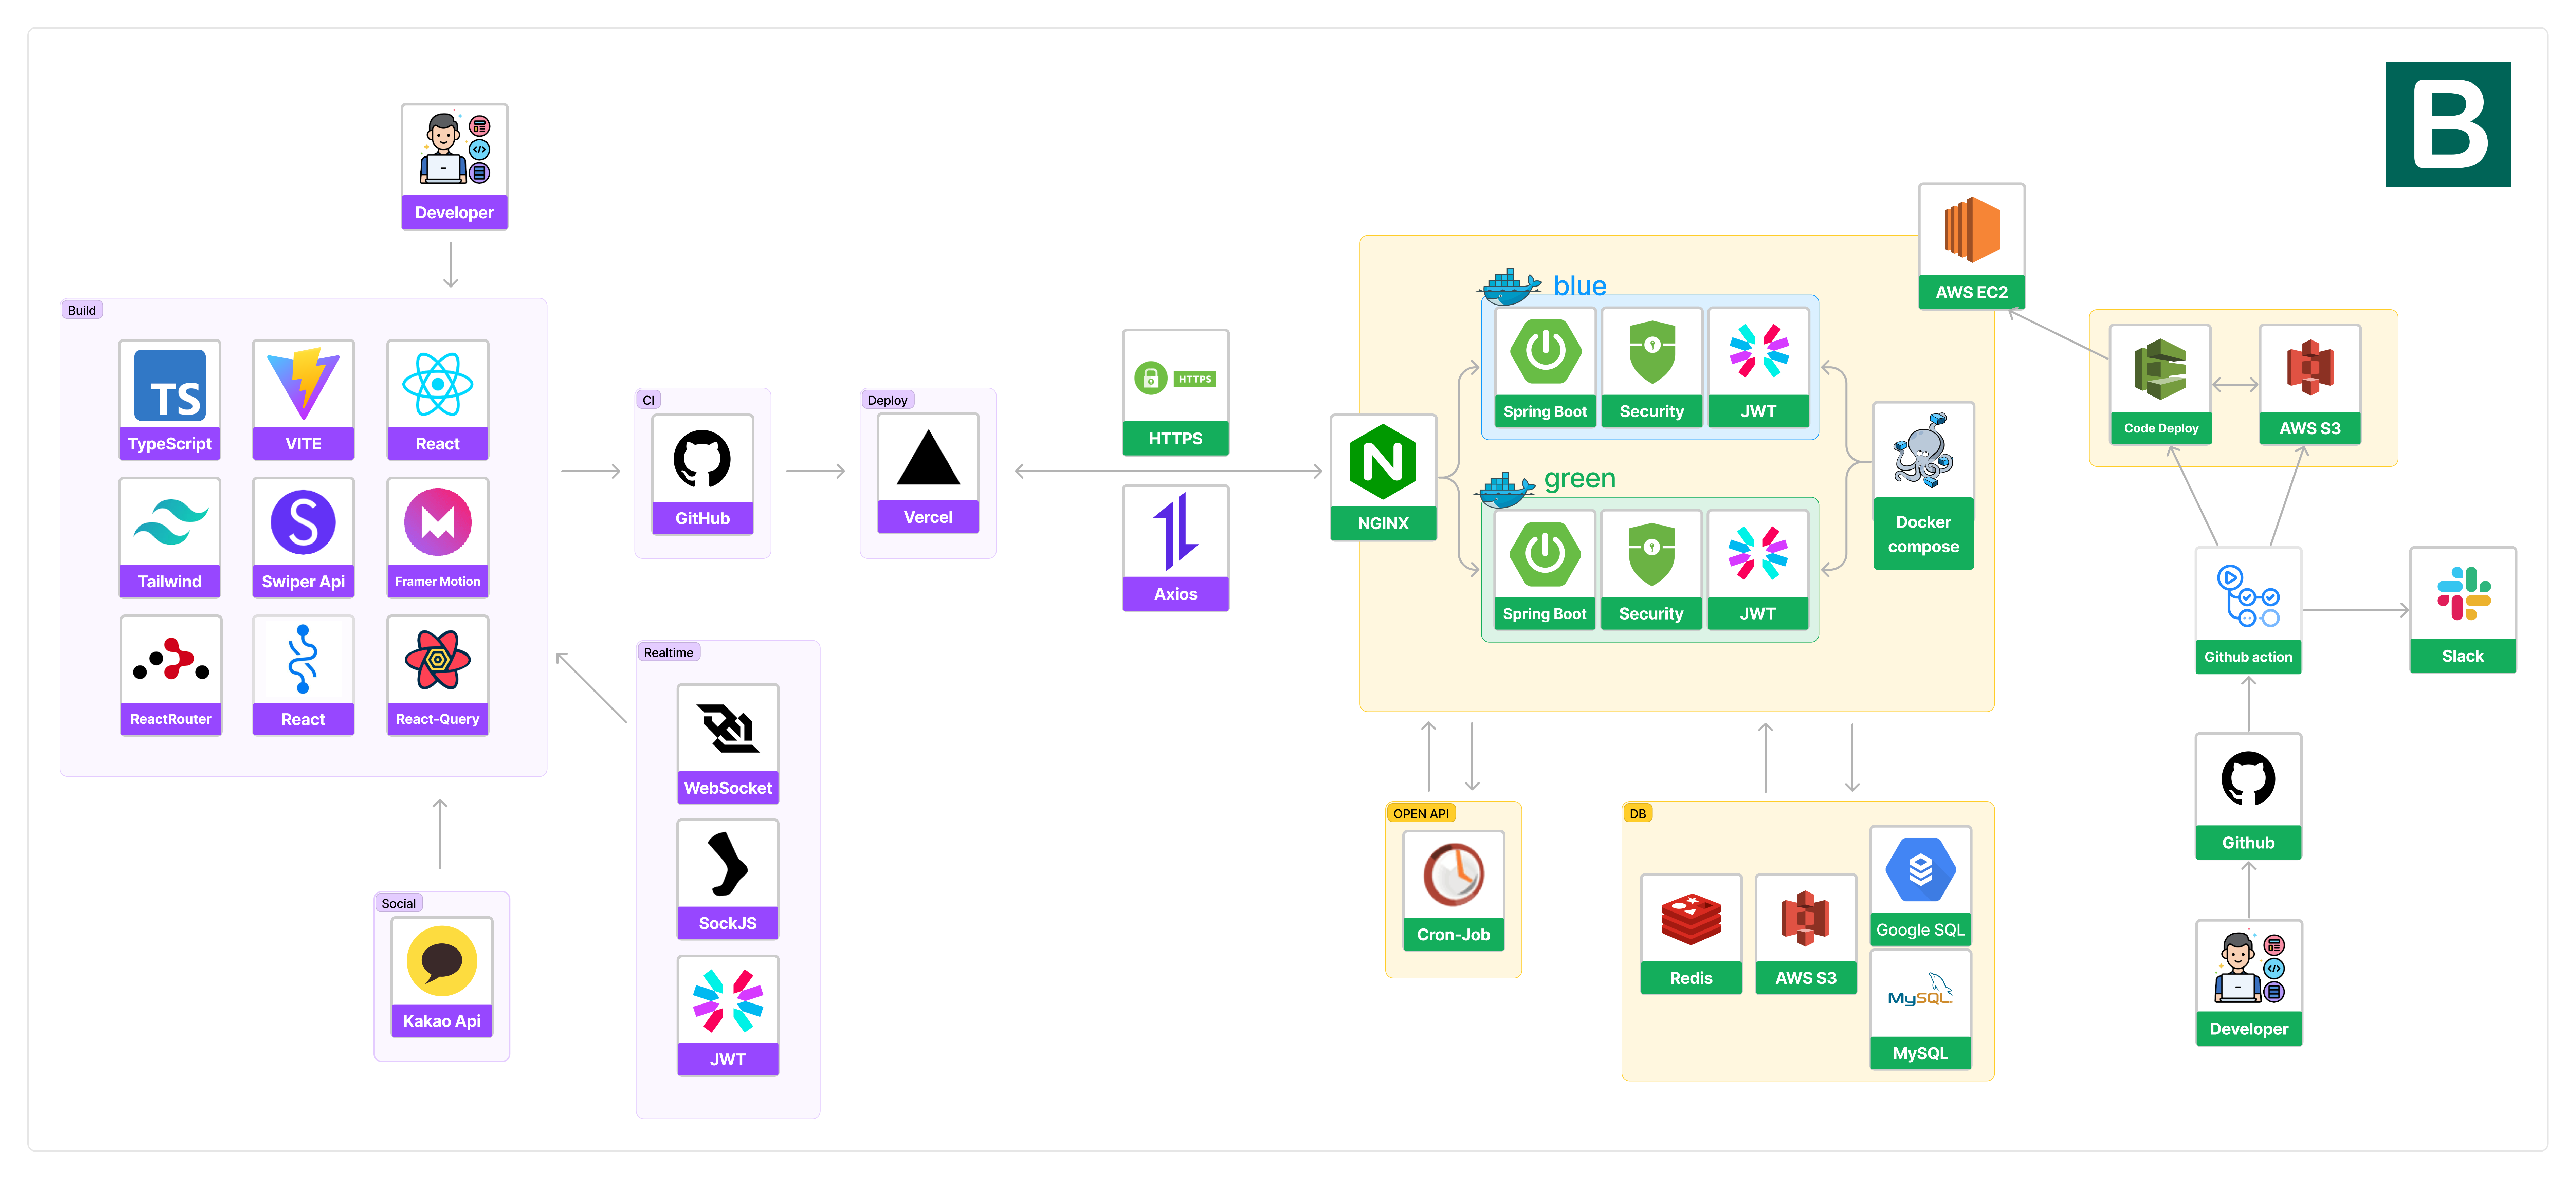 B
Developer
Build
TS
TypeScript
VITE
React
Tailwind
Swiper Api
Framer Motion
ReactRouter
React
React-Query
CI
GitHub
Deploy
Vercel
Social
Kakao Api
Realtime
WebSocket
SockJS
JWT
HTTPS
HTTPS
Axios
NGINX
blue
Spring Boot
Security
JWT
green
Spring Boot
Security
JWT
Docker
compose
AWS EC2
OPEN API
Cron-Job
DB
Redis
AWS S3
Google SQL
MySQL
MySQL
Code Deploy
AWS S3
Github action
Slack
Github
Developer